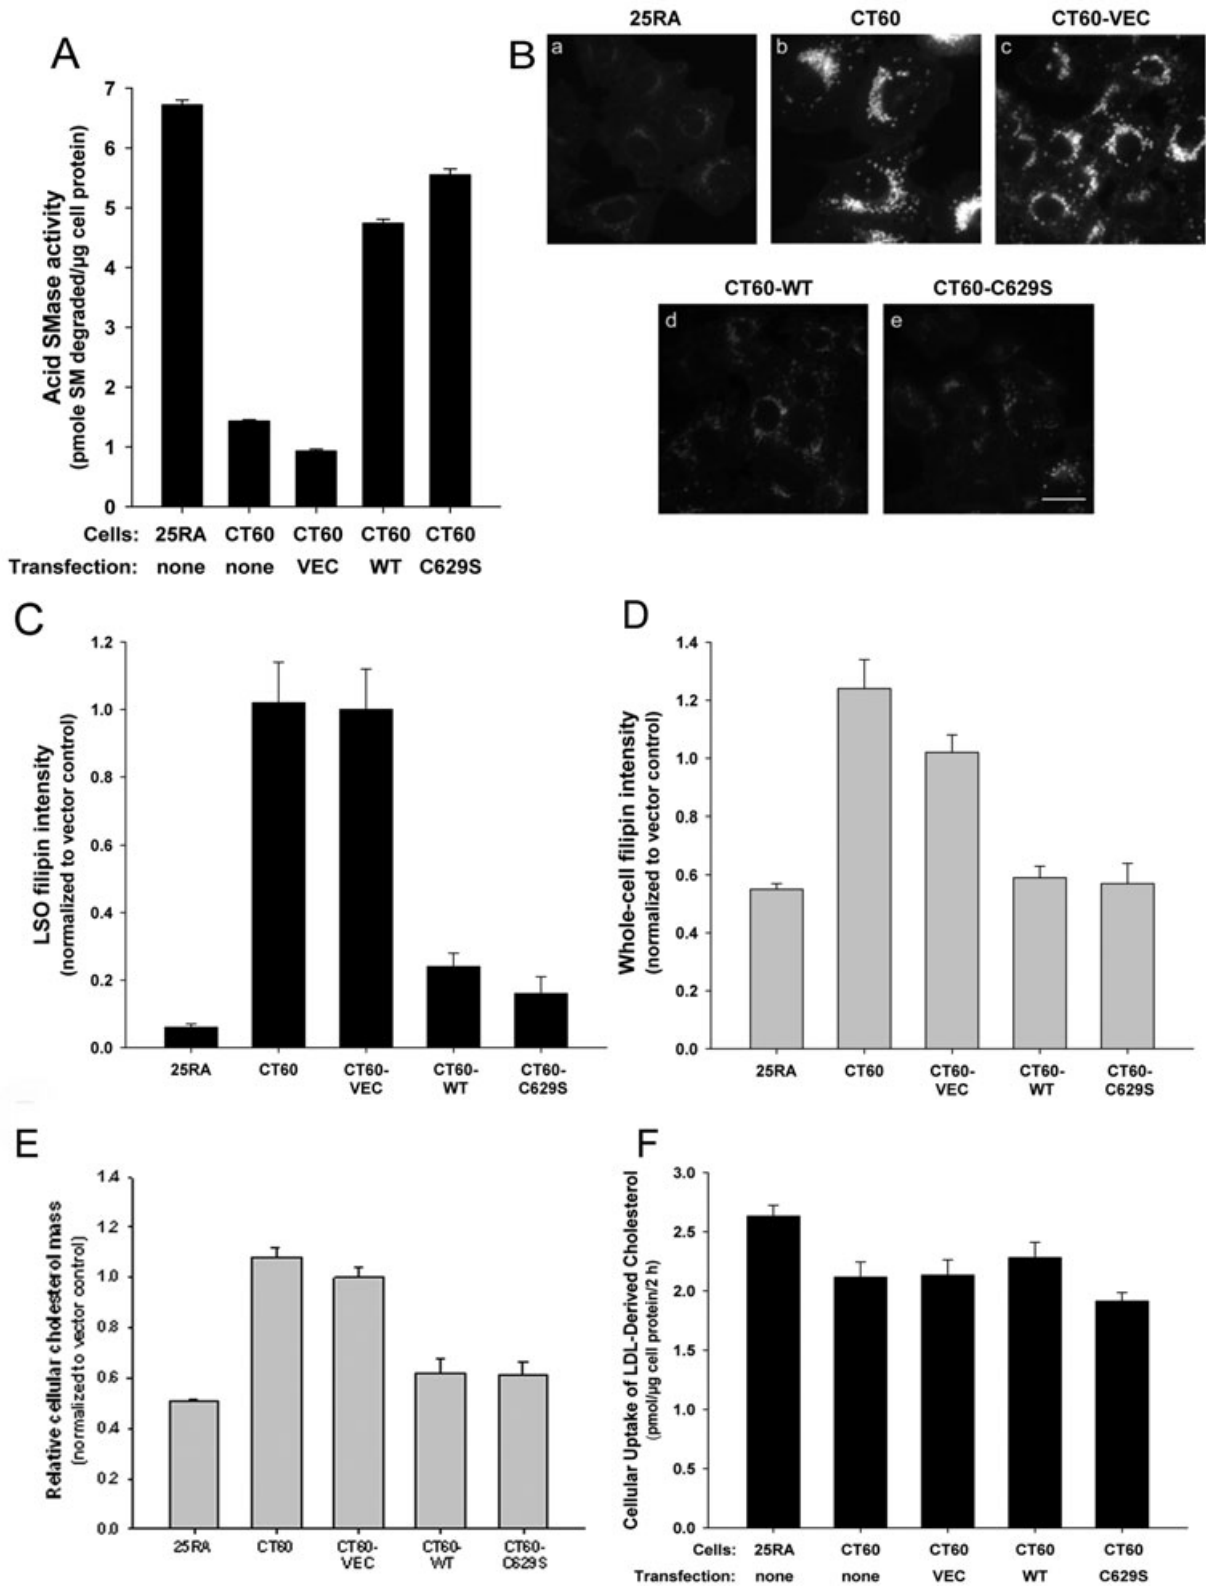 A
Acid SMase activity
(pmole SM degraded/µg cell protein)
7
6
5
4
3
2
1
0
Cells: 25RA CT60 CT60 CT60 CT60
Transfection: none none VEC WT C629S
B
25RA CT60 CT60-VEC
a b c
CT60-WT CT60-C629S
d e
C
LSO filipin intensity
(normalized to vector control)
1.2
1.0
0.8
0.6
0.4
0.2
0.0
25RA CT60 CT60- CT60- CT60-
VEC WT C629S
D
Whole-cell filipin intensity
(normalized to vector control)
1.4
1.2
1.0
0.8
0.6
0.4
0.2
0.0
25RA CT60 CT60- CT60- CT60-
VEC WT C629S
E
Relative cellular cholesterol mass
(normalized to vector control)
1.4
1.2
1.0
0.8
0.6
0.4
0.2
0.0
25RA CT60 CT60- CT60- CT60-
VEC WT C629S
F
Cellular Uptake of LDL-Derived Cholesterol
(pmol/µg cell protein/2 h)
3.0
2.5
2.0
1.5
1.0
0.5
0.0
Cells: 25RA CT60 CT60 CT60 CT60
Transfection: none none VEC WT C629S